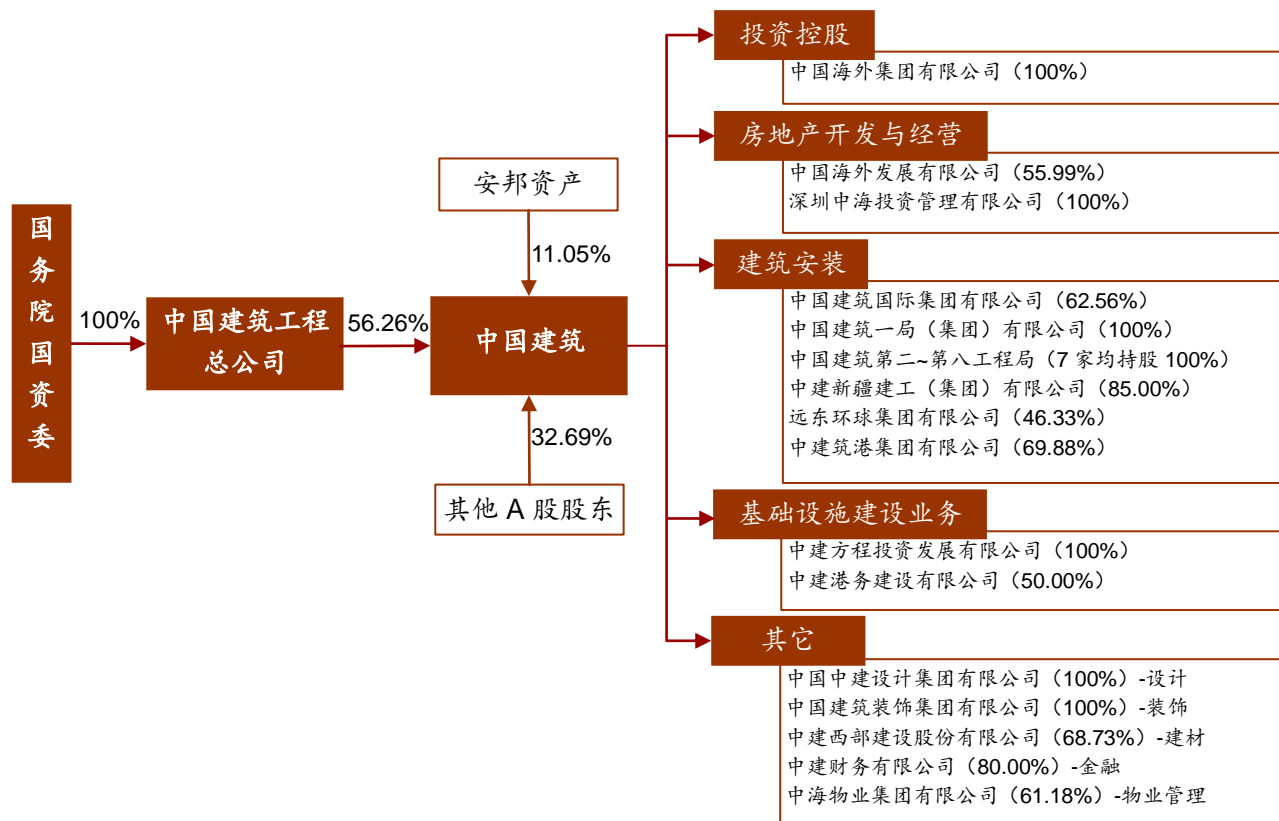 国务院国资委
100%
中国建筑工程
总公司
56.26%
安邦资产
11.05%
中国建筑
32.69%
其他 A 股股东
投资控股
中国海外集团有限公司（100%）
房地产开发与经营
中国海外发展有限公司（55.99%）
深圳中海投资管理有限公司（100%）
建筑安装
中国建筑国际集团有限公司（62.56%）
中国建筑一局（集团）有限公司（100%）
中国建筑第二~第八工程局（7 家均持股 100%）
中建新疆建工（集团）有限公司（85.00%）
远东环球集团有限公司（46.33%）
中建筑港集团有限公司（69.88%）
基础设施建设业务
中建方程投资发展有限公司（100%）
中建港务建设有限公司（50.00%）
其它
中国中建设计集团有限公司（100%）-设计
中国建筑装饰集团有限公司（100%）-装饰
中建西部建设股份有限公司（68.73%）-建材
中建财务有限公司（80.00%）-金融
中海物业集团有限公司（61.18%）-物业管理